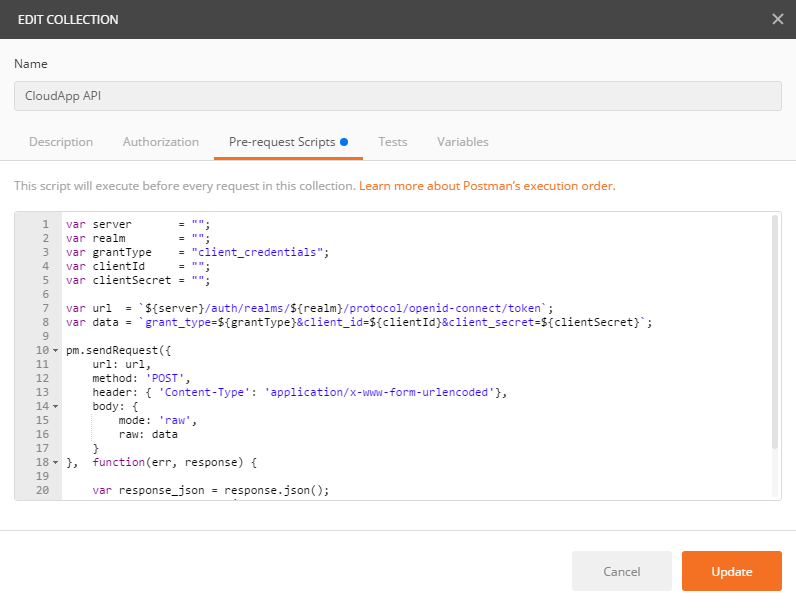 EDIT COLLECTION
Name
CloudApp API
Description Authorization Pre-request Scripts Tests Variables
This script will execute before every request in this collection. Learn more about Postman's execution order.
1 var server       = "";
2 var realm        = "";
3 var grantType    = "client_credentials";
4 var clientId     = "";
5 var clientSecret = "";
6
7 var url  = `${server}/auth/realms/${realm}/protocol/openid-connect/token`;
8 var data = `grant_type=${grantType}&client_id=${clientId}&client_secret=${clientSecret}`;
9
10 pm.sendRequest({
11     url: url,
12     method: 'POST',
13     header: { 'Content-Type': 'application/x-www-form-urlencoded'},
14     body: {
15         mode: 'raw',
16         raw: data
17     }
18 },  function(err, response) {
19
20     var response_json = response.json();
Cancel Update